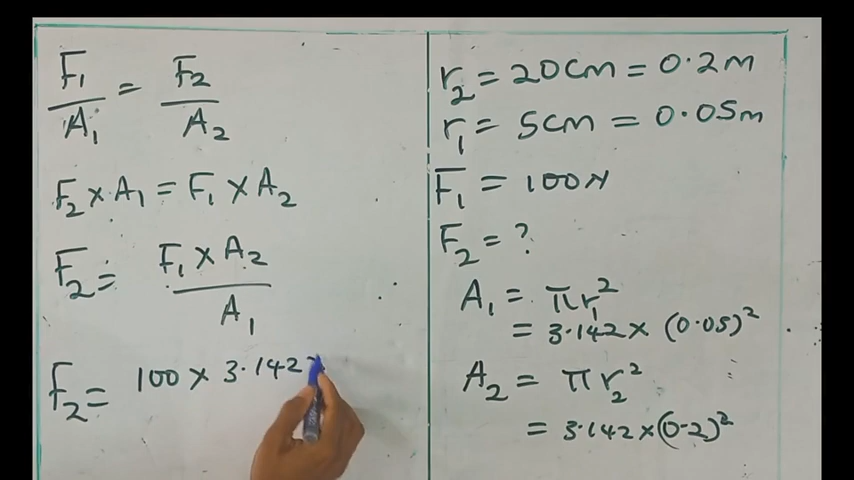 F₁/A₁ = F₂/A₂
F₂ × A₁ = F₁ × A₂
F₂ = F₁ × A₂ / A₁
F₂ = 100 × 3.142
r₂ = 20cm = 0.2m
r₁ = 5cm = 0.05m
F₁ = 100N
F₂ = ?
A₁ = πr₁²
= 3.142 × (0.05)²
A₂ = πr₂²
= 3.142 × (0.2)²